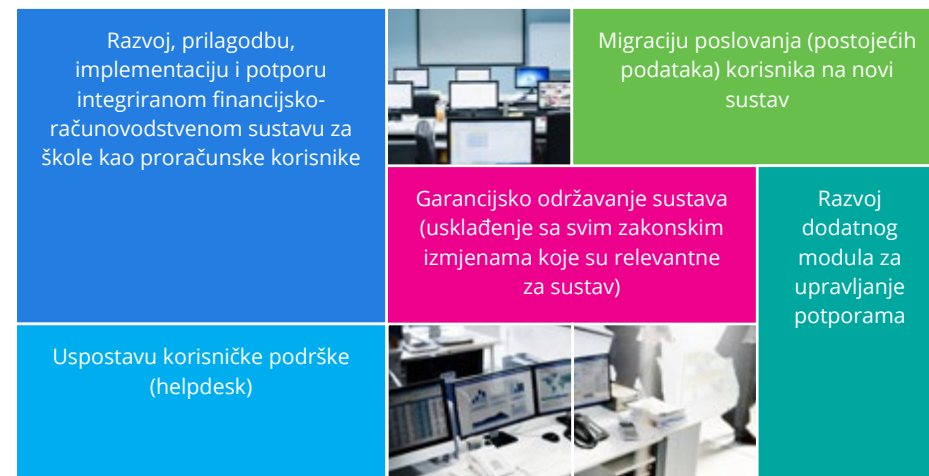 Razvoj, prilagodbu,
implementaciju i potporu
integriranom financijsko-
računovodstvenom sustavu za
škole kao proračunske korisnike
Migraciju poslovanja (postojećih
podataka) korisnika na novi
sustav
Garancijsko održavanje sustava
(usklađenje sa svim zakonskim
izmjenama koje su relevantne
za sustav)
Razvoj
dodatnog
modula za
upravljanje
potporama
Uspostavu korisničke podrške
(helpdesk)